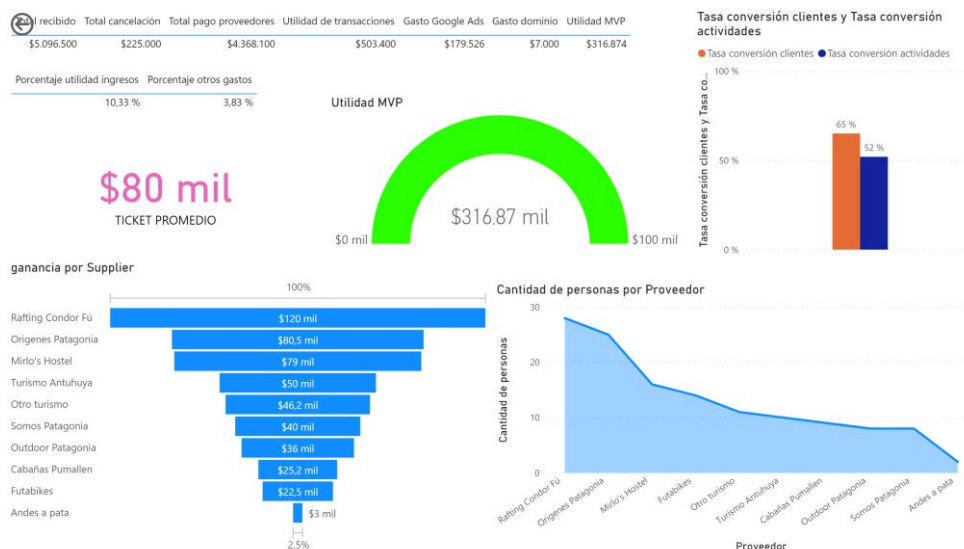 recibido Total cancelación Total pago proveedores Utilidad de transacciones Gasto Google Ads Gasto dominio Utilidad MVP
$5.096.500 $225.000 $4.368.100 $503.400 $179.526 $7.000 $316.874
Porcentaje utilidad ingresos Porcentaje otros gastos
10,33 % 3,83 %
$80 mil
TICKET PROMEDIO
Utilidad MVP
$316,87 mil
$0 mil
$100 mil
Tasa conversión clientes y Tasa conversión
actividades
Tasa conversión clientes Tasa conversión actividades
Tasa conversión clientes y Tasa co...
100 %
50 %
0 %
65 %
52 %
ganancia por Supplier
100%
Rafting Condor Fú $120 mil
Origenes Patagonia $80,5 mil
Mirlo's Hostel $79 mil
Turismo Antuhuya $50 mil
Otro turismo $46,2 mil
Somos Patagonia $40 mil
Outdoor Patagonia $36 mil
Cabañas Pumallen $25,2 mil
Futabikes $22,5 mil
Andes a pata $3 mil
2,5%
Cantidad de personas por Proveedor
Cantidad de personas
30
20
10
0
Rafting Condor Fú
Origenes Patagonia
Mirlo's Hostel
Futabikes
Otro turismo
Turismo Antuhuya
Cabañas Pumallen
Outdoor Patagonia
Somos Patagonia
Andes a pata
Proveedor